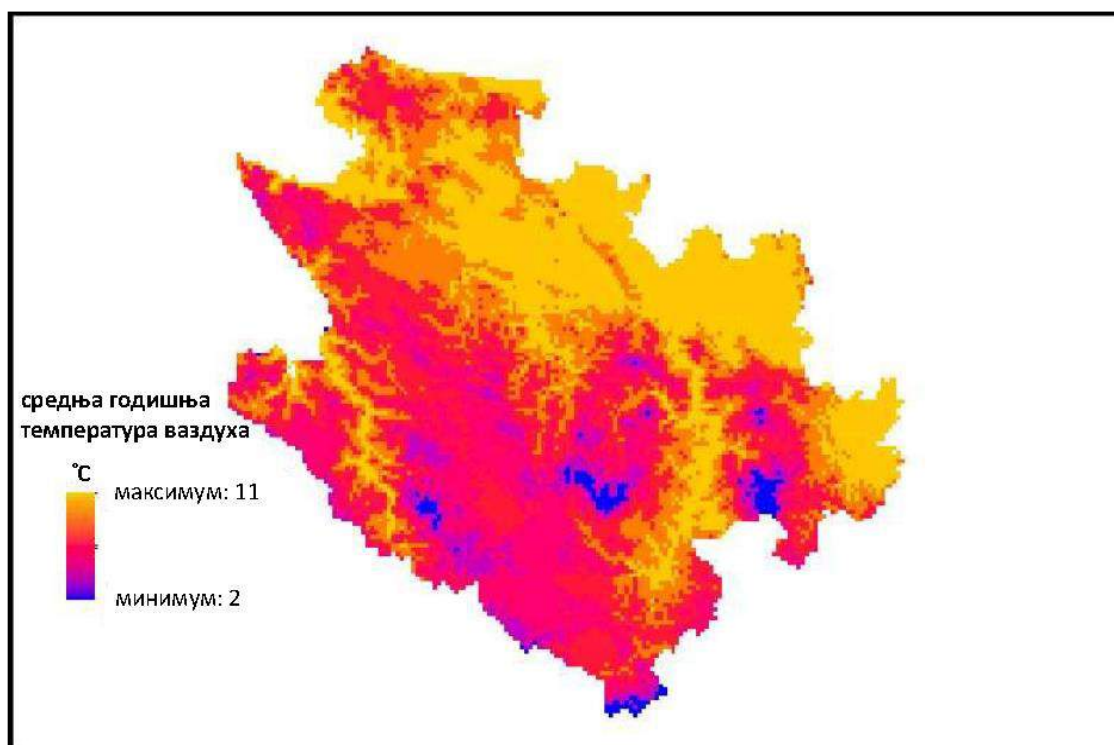 средња годишња
температура ваздуха
˚C
максимум: 11
минимум: 2